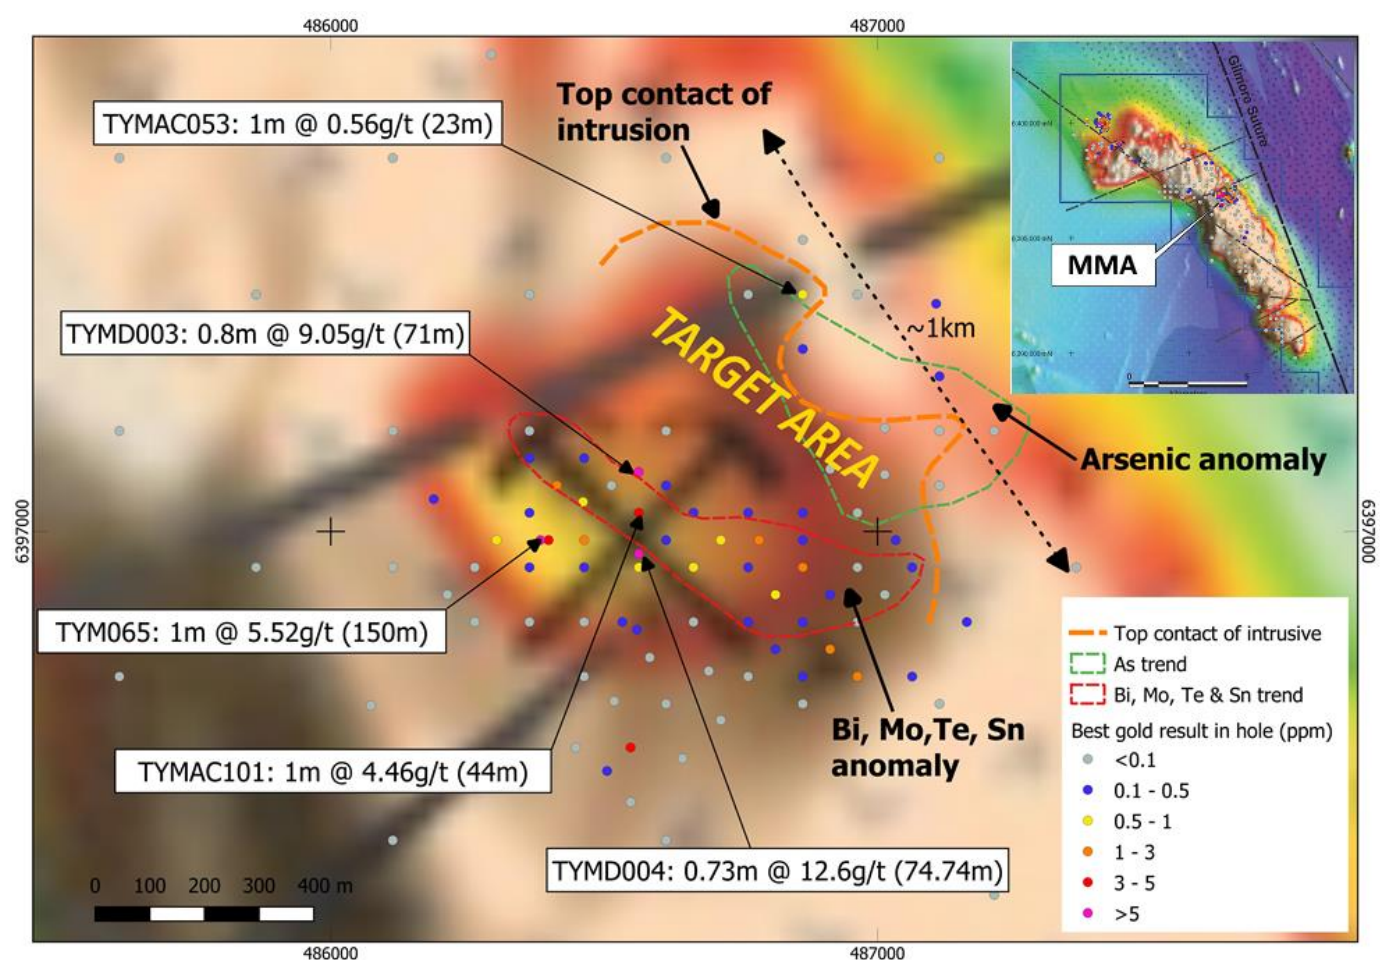 486000
487000
TYMAC053: 1m @ 0.56g/t (23m)
Top contact of
intrusion
Gilmore Suture
MMA
TYMD003: 0.8m @ 9.05g/t (71m)
~1km
TARGET AREA
Arsenic anomaly
6397000
6397000
TYM065: 1m @ 5.52g/t (150m)
TYMAC101: 1m @ 4.46g/t (44m)
Bi, Mo,Te, Sn
anomaly
TYMD004: 0.73m @ 12.6g/t (74.74m)
0 100 200 300 400 m
Top contact of intrusive
As trend
Bi, Mo, Te & Sn trend
Best gold result in hole (ppm)
<0.1
0.1 - 0.5
0.5 - 1
1 - 3
3 - 5
>5
486000
487000